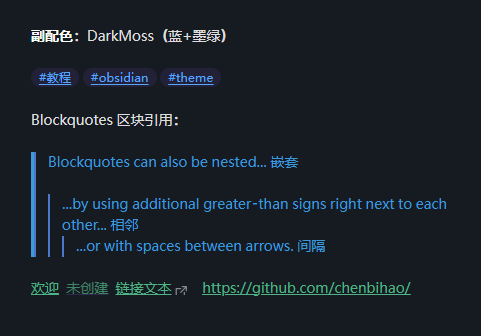 副配色：DarkMoss（蓝+墨绿）
#教程 #obsidian #theme
Blockquotes 区块引用：
Blockquotes can also be nested... 嵌套
...by using additional greater-than signs right next to each
other... 相邻
...or with spaces between arrows. 间隔
欢迎 未创建 链接文本 https://github.com/chenbihao/